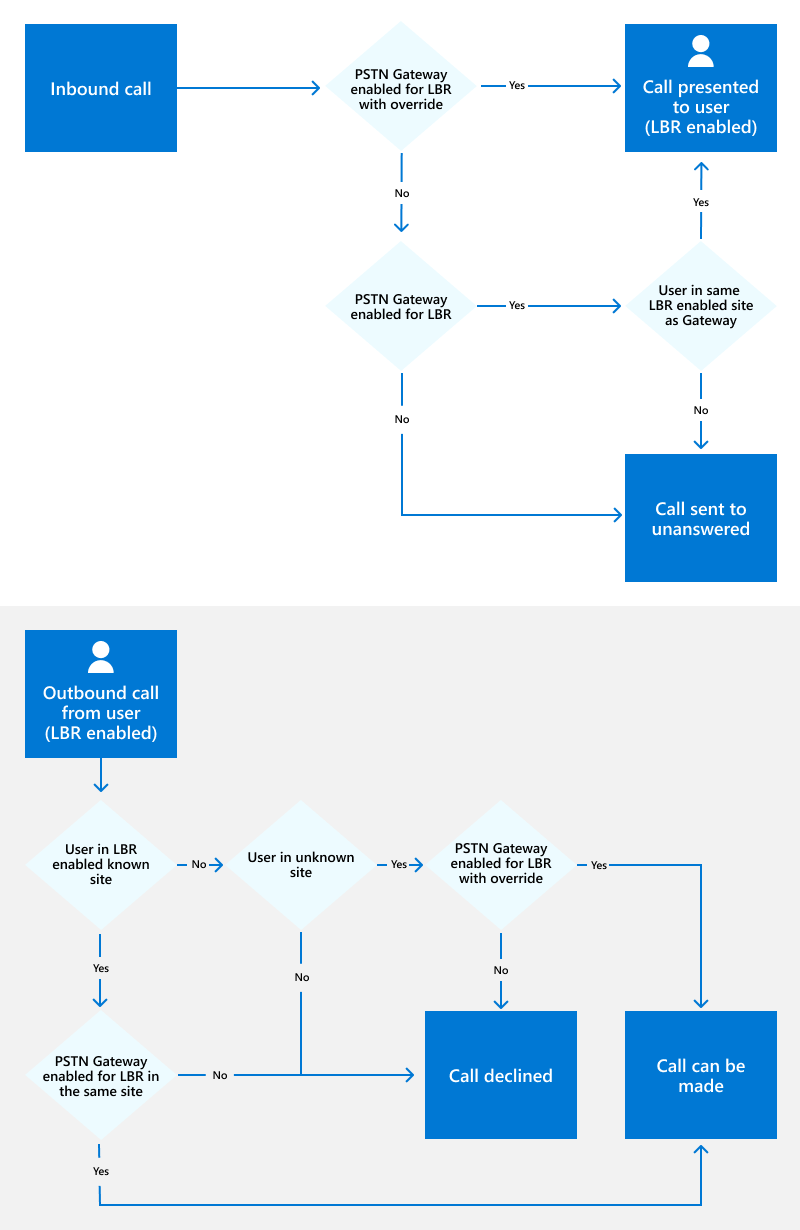 Inbound call
PSTN Gateway
enabled for LBR
with override
Yes
Call presented
to user
(LBR enabled)
No
Yes
PSTN Gateway
enabled for LBR
Yes
User in same
LBR enabled site
as Gateway
No
No
Call sent to
unanswered
Outbound call
from user
(LBR enabled)
User in LBR
enabled known
site
No
User in unknown
site
Yes
PSTN Gateway
enabled for LBR
with override
Yes
Yes
No
No
PSTN Gateway
enabled for LBR in
the same site
No
Call declined
Call can be
made
Yes